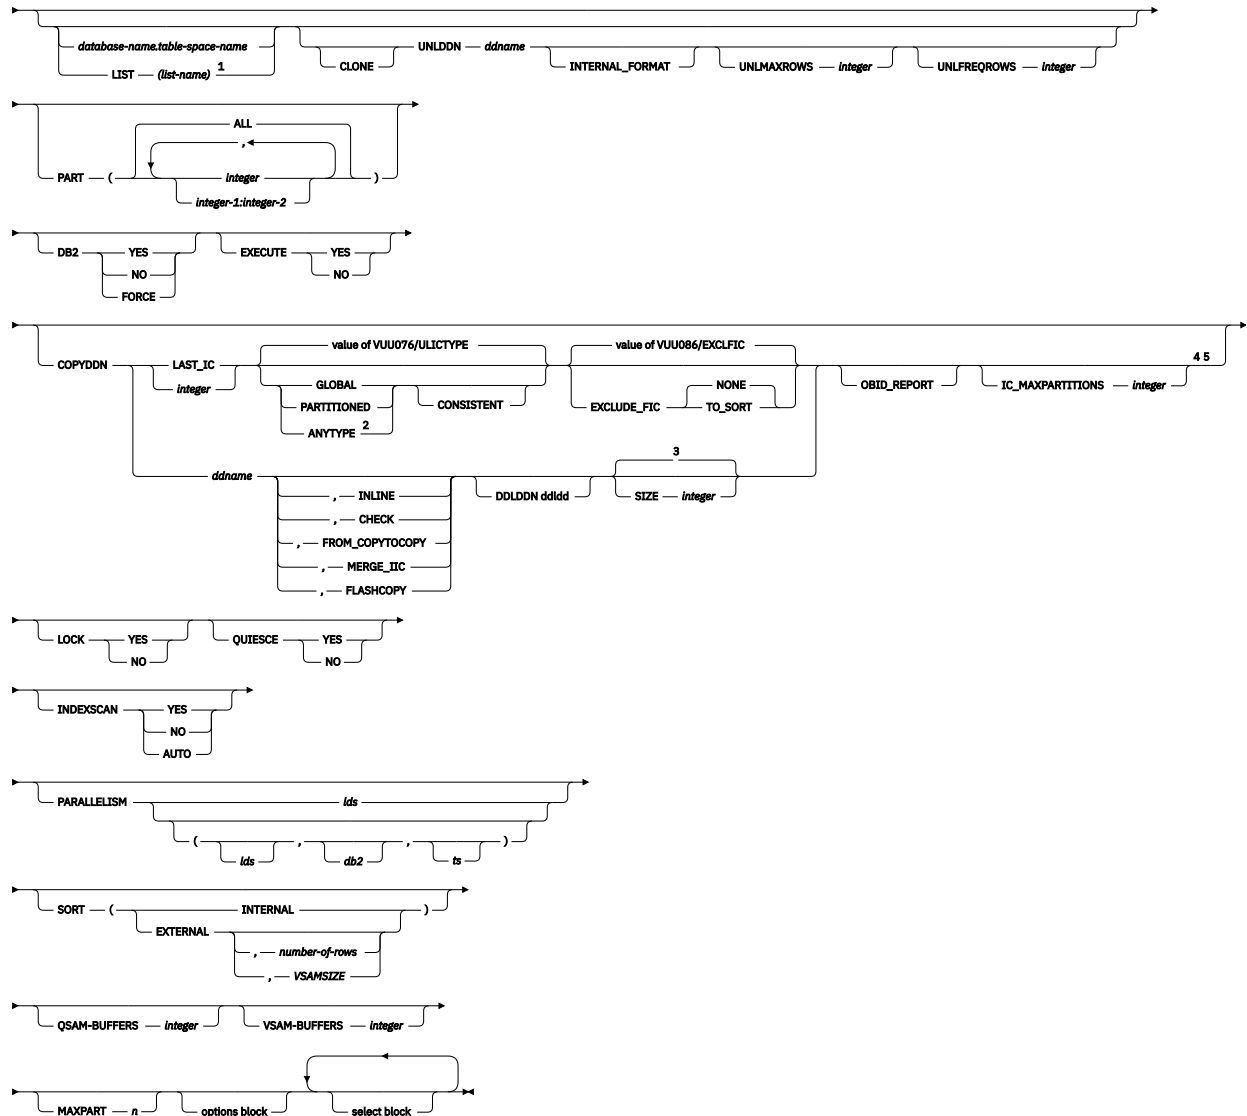 database-name.table-space-name
LIST (list-name) 1
CLONE UNLDDN ddname INTERNAL_FORMAT UNLMAXROWS integer UNLFREQROWS integer
ALL
,
PART ( integer )
integer-1:integer-2
DB2 YES EXECUTE YES
NO NO
FORCE
value of VUU076/ULICTYPE value of VUU086/EXCLFIC
COPYDDN LAST_IC 4 5
integer GLOBAL NONE OBID_REPORT IC_MAXPARTITIONS integer
PARTITIONED CONSISTENT EXCLUDE_FIC TO_SORT
ANYTYPE 2
3
ddname DDLDDN ddldd SIZE integer
, INLINE
, CHECK
, FROM_COPYTOCOPY
, MERGE_IIC
, FLASHCOPY
LOCK YES QUIESCE YES
NO NO
INDEXSCAN YES
NO
AUTO
PARALLELISM lds
( lds , db2 , ts )
SORT ( INTERNAL )
EXTERNAL
, number-of-rows
, VSAMSIZE
QSAM-BUFFERS integer VSAM-BUFFERS integer
MAXPART n options block select block